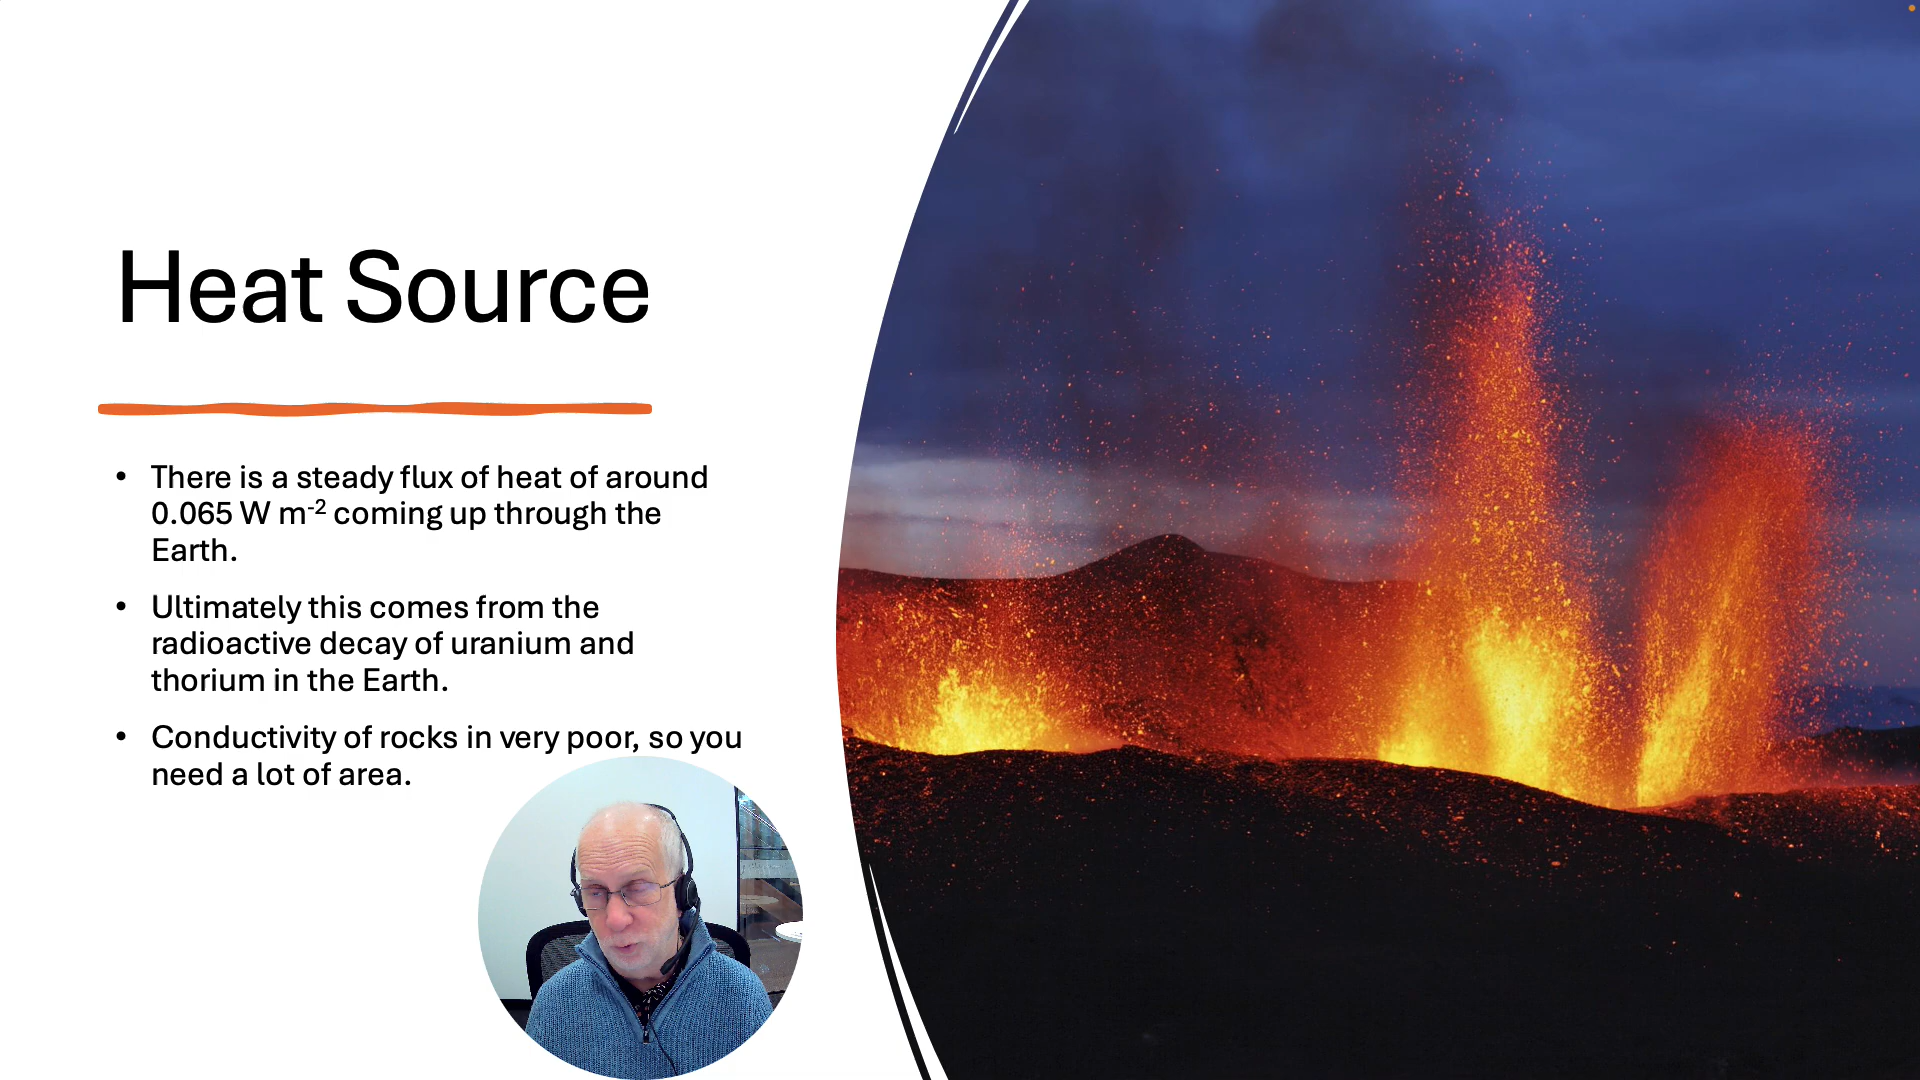 Heat Source
• There is a steady flux of heat of around
0.065 W m-2 coming up through the
Earth.
• Ultimately this comes from the
radioactive decay of uranium and
thorium in the Earth.
• Conductivity of rocks in very poor, so you
need a lot of area.